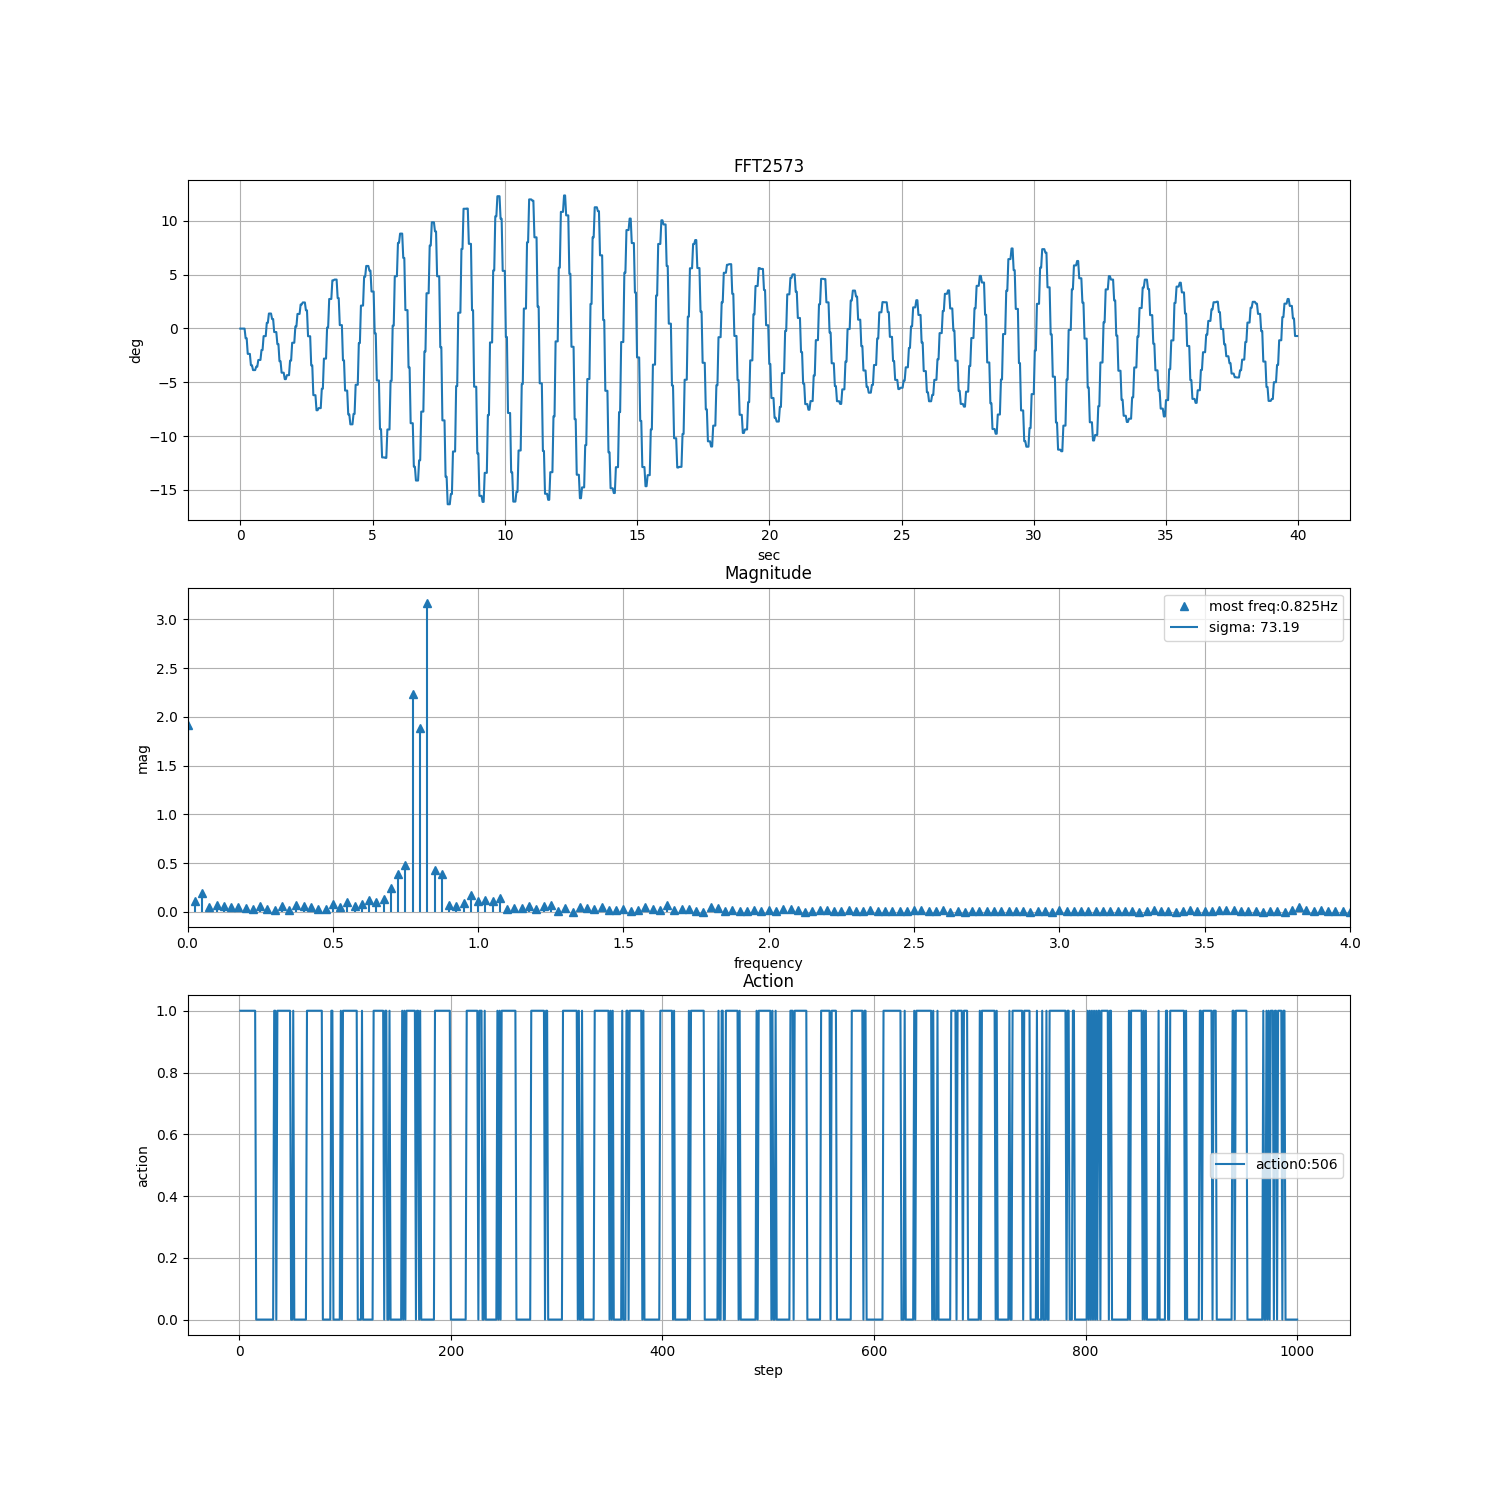 FFT2573
10
5
0
−5
−10
−15
deg
0 5 10 15 20 25 30 35 40
sec
Magnitude
most freq:0.825Hz
sigma: 73.19
3.0
2.5
2.0
1.5
1.0
0.5
0.0
mag
0.0 0.5 1.0 1.5 2.0 2.5 3.0 3.5 4.0
frequency
Action
1.0
0.8
0.6
0.4
0.2
0.0
action
action0:506
0 200 400 600 800 1000
step